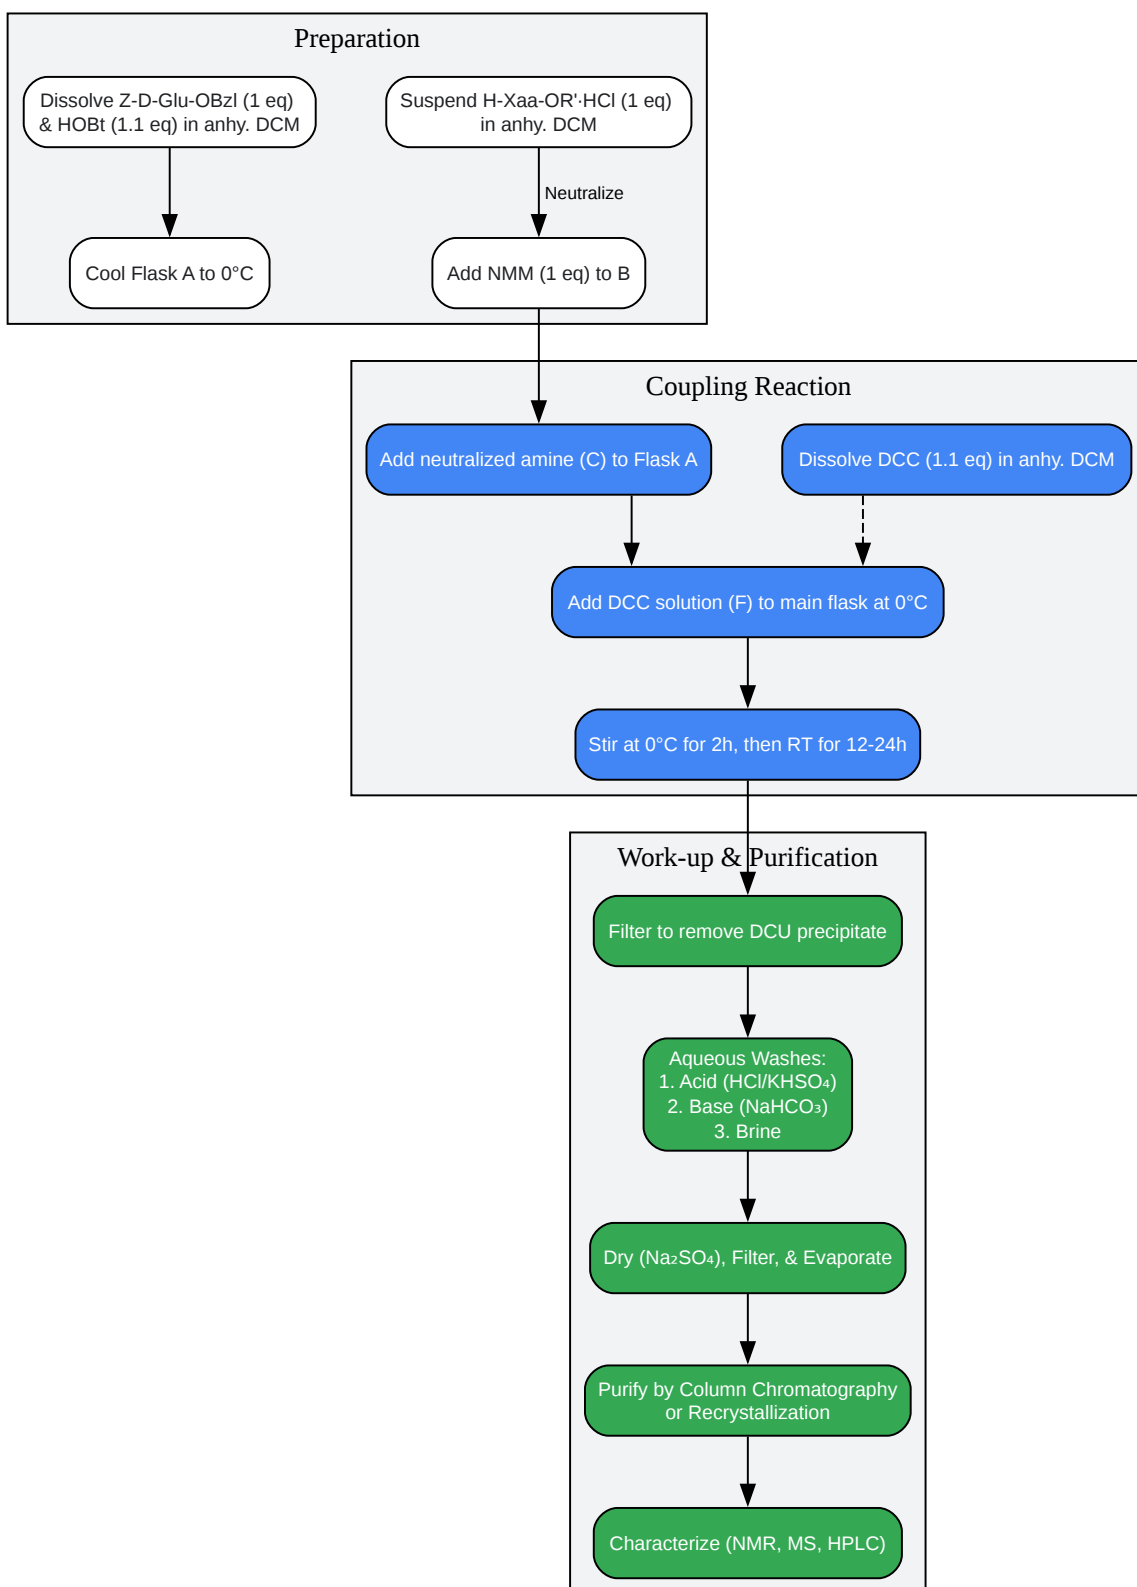 Preparation
Dissolve Z-D-Glu-OBzl (1 eq)
& HOBt (1.1 eq) in anhy. DCM
Suspend H-Xaa-OR'·HCl (1 eq)
in anhy. DCM
Neutralize
Cool Flask A to 0°C
Add NMM (1 eq) to B
Coupling Reaction
Add neutralized amine (C) to Flask A
Dissolve DCC (1.1 eq) in anhy. DCM
Add DCC solution (F) to main flask at 0°C
Stir at 0°C for 2h, then RT for 12-24h
Work-up & Purification
Filter to remove DCU precipitate
Aqueous Washes:
1. Acid (HCl/KHSO₄)
2. Base (NaHCO₃)
3. Brine
Dry (Na₂SO₄), Filter, & Evaporate
Purify by Column Chromatography
or Recrystallization
Characterize (NMR, MS, HPLC)